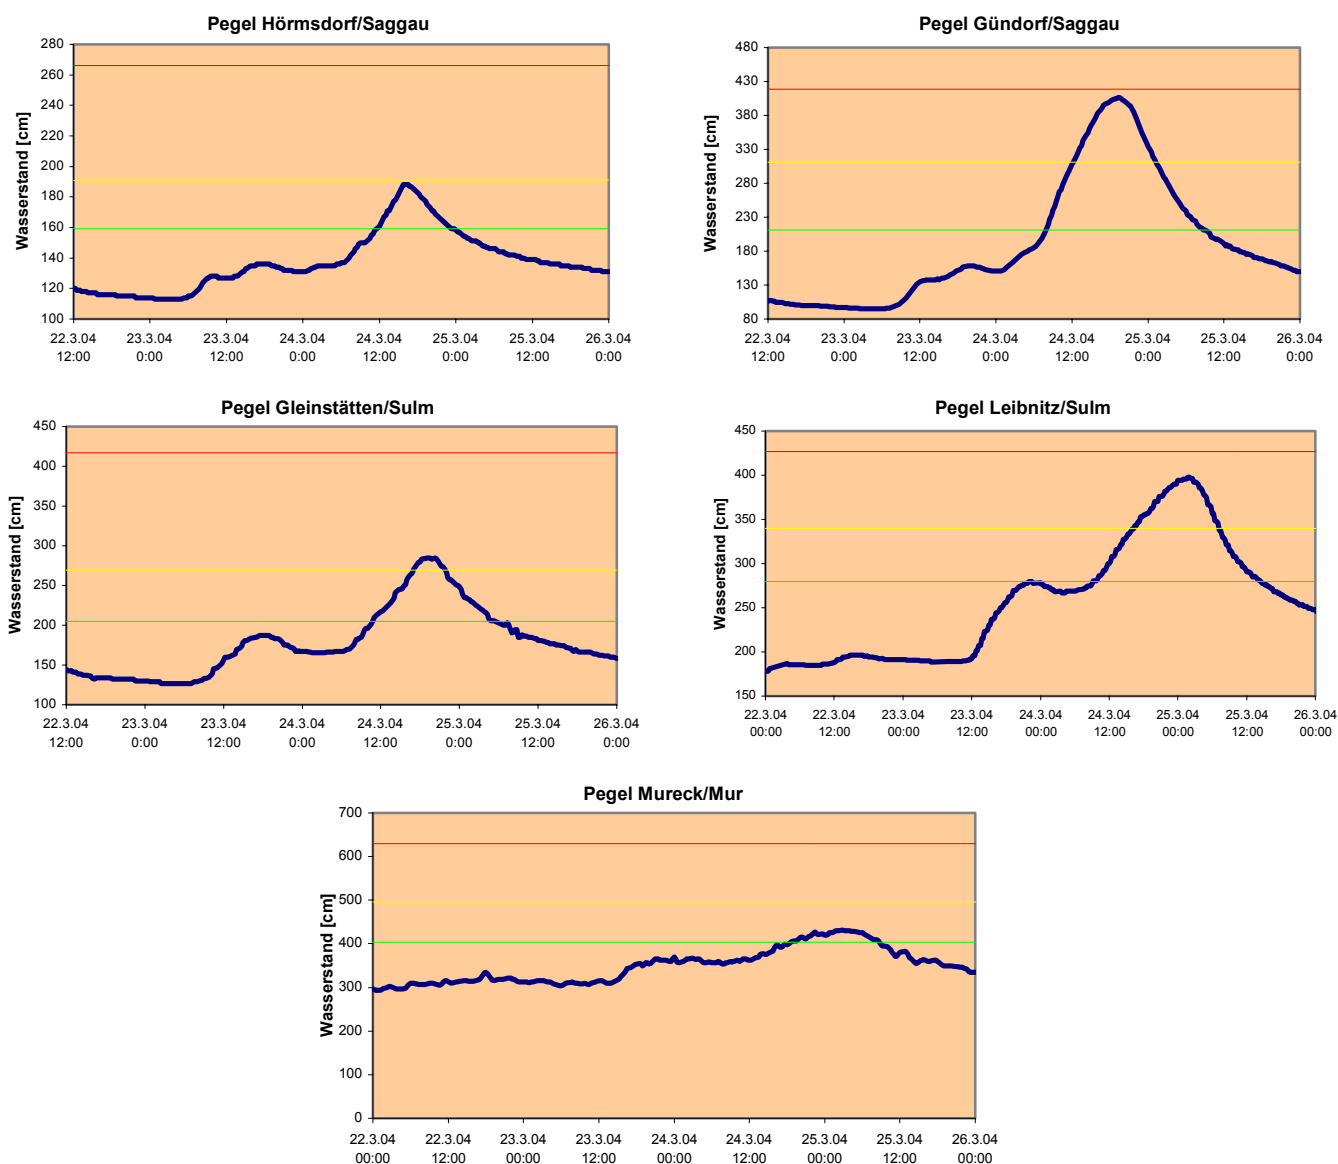 Pegel Hörmsdorf/Saggau
Wasserstand [cm]
280
260
240
220
200
180
160
140
120
100
22.3.04 23.3.04 23.3.04 24.3.04 24.3.04 25.3.04 25.3.04 26.3.04
12:00 0:00 12:00 0:00 12:00 0:00 12:00 0:00
Pegel Gündorf/Saggau
Wasserstand [cm]
480
430
380
330
280
230
180
130
80
22.3.04 23.3.04 23.3.04 24.3.04 24.3.04 25.3.04 25.3.04 26.3.04
12:00 0:00 12:00 0:00 12:00 0:00 12:00 0:00
Pegel Gleinstätten/Sulm
Wasserstand [cm]
450
400
350
300
250
200
150
100
22.3.04 23.3.04 23.3.04 24.3.04 24.3.04 25.3.04 25.3.04 26.3.04
12:00 0:00 12:00 0:00 12:00 0:00 12:00 0:00
Pegel Leibnitz/Sulm
Wasserstand [cm]
450
400
350
300
250
200
150
22.3.04 22.3.04 23.3.04 23.3.04 24.3.04 24.3.04 25.3.04 25.3.04 26.3.04
00:00 12:00 00:00 12:00 00:00 12:00 00:00 12:00 00:00
Pegel Mureck/Mur
Wasserstand [cm]
700
600
500
400
300
200
100
0
22.3.04 22.3.04 23.3.04 23.3.04 24.3.04 24.3.04 25.3.04 25.3.04 26.3.04
00:00 12:00 00:00 12:00 00:00 12:00 00:00 12:00 00:00